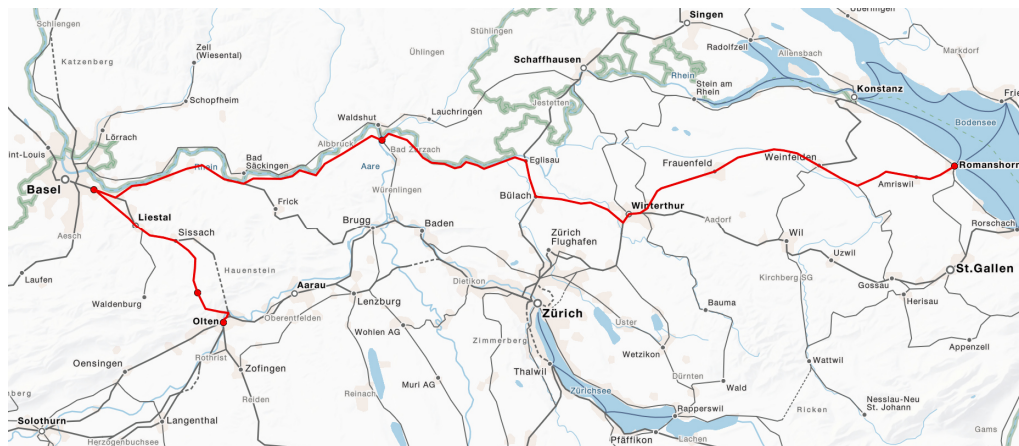 Schliengen
Katzenberg
Zell
(Wiesental)
Ühlingen
Stühlingen
Singen
Überlingen
Radolfzell
Allensbach
Markdorf
Schaffhausen
Rhein
Stein am
Rhein
Konstanz
Bodensee
Schopfheim
Lörrach
Waldshut
Lauchringen
Jestetten
Albbruck
Bad Zurzach
Basel
Rhein
Bad
Säckingen
Aare
Eglisau
Frauenfeld
Weinfelden
Romanshorn
Amriswil
Frick
Würenlingen
Bülach
Winterthur
Aadorf
Rorschach
Liestal
Aesch
Sissach
Brugg
Baden
Zürich
Flughafen
Wil
Uzwil
St.Gallen
Laufen
Hauenstein
Waldenburg
Aarau
Dietikon
Kirchberg SG
Gossau
Herisau
Lenzburg
Bauma
Olten
Oberentfelden
Zürich
Uster
Wohlen AG
Zimmerberg
Wetzikon
Appenzell
Rothrist
Oensingen
Zofingen
Thalwil
Wattwil
Gams
Muri AG
Reinach
Dürnten
Wald
Zürichsee
Reiden
Nesslau-Neu
St. Johann
Ricken
Rapperswil
Solothurn
Langenthal
Pfäffikon
Lachen
Herzogenbuchsee